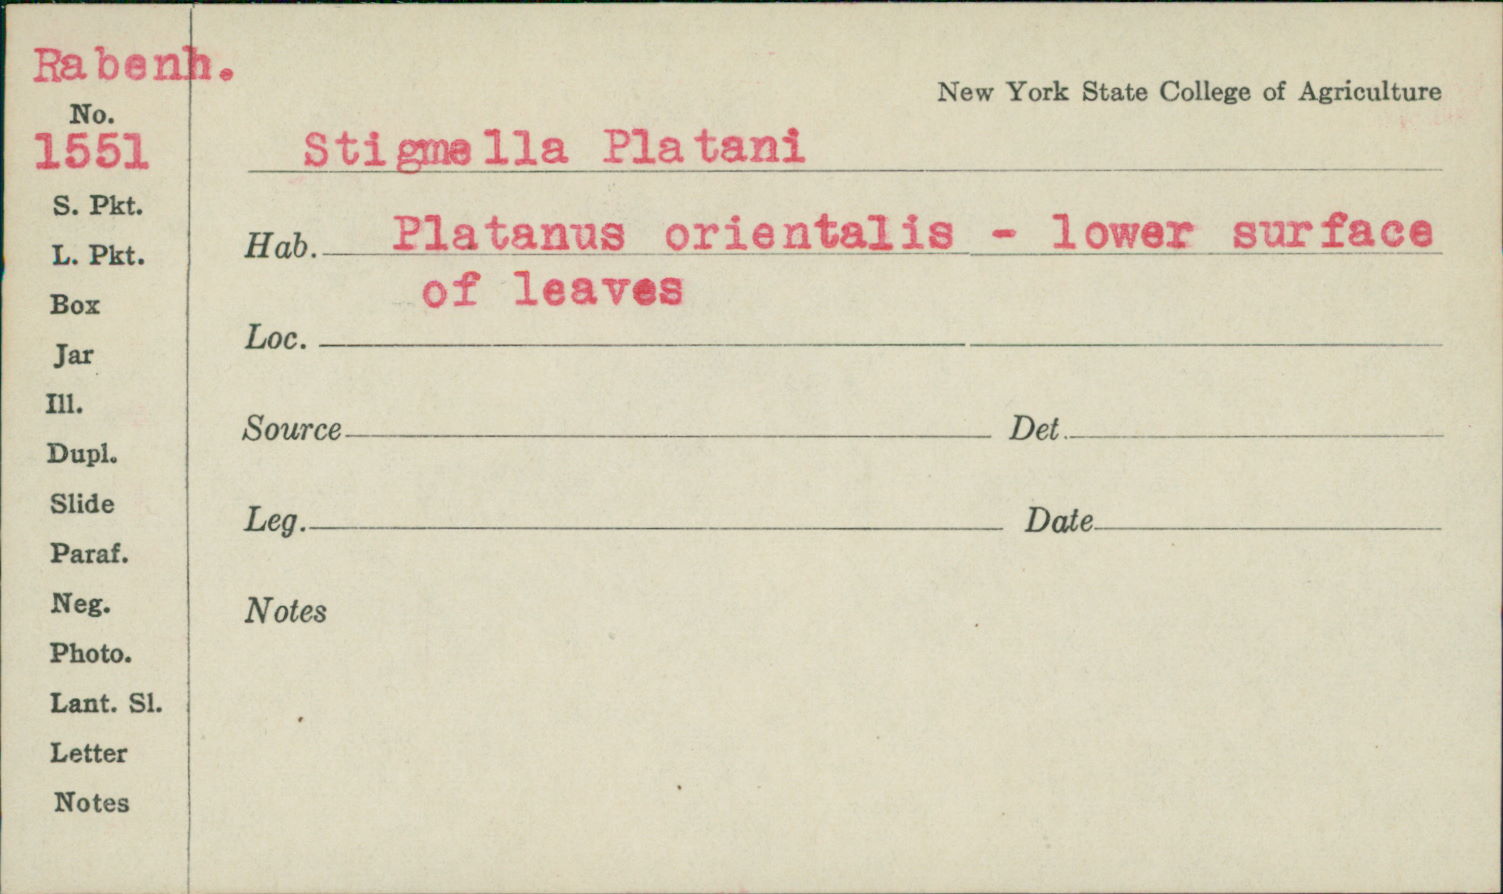 Rabenh.
New York State College of Agriculture
No.
1551
Stigmella Platani
S. Pkt.
Hab. Platanus orientalis - lower surface
of leaves
L. Pkt.
Box
Loc.
Jar
Ill.
Source Det.
Dupl.
Slide
Leg. Date
Paraf.
Neg.
Notes
Photo.
Lant. Sl.
Letter
Notes